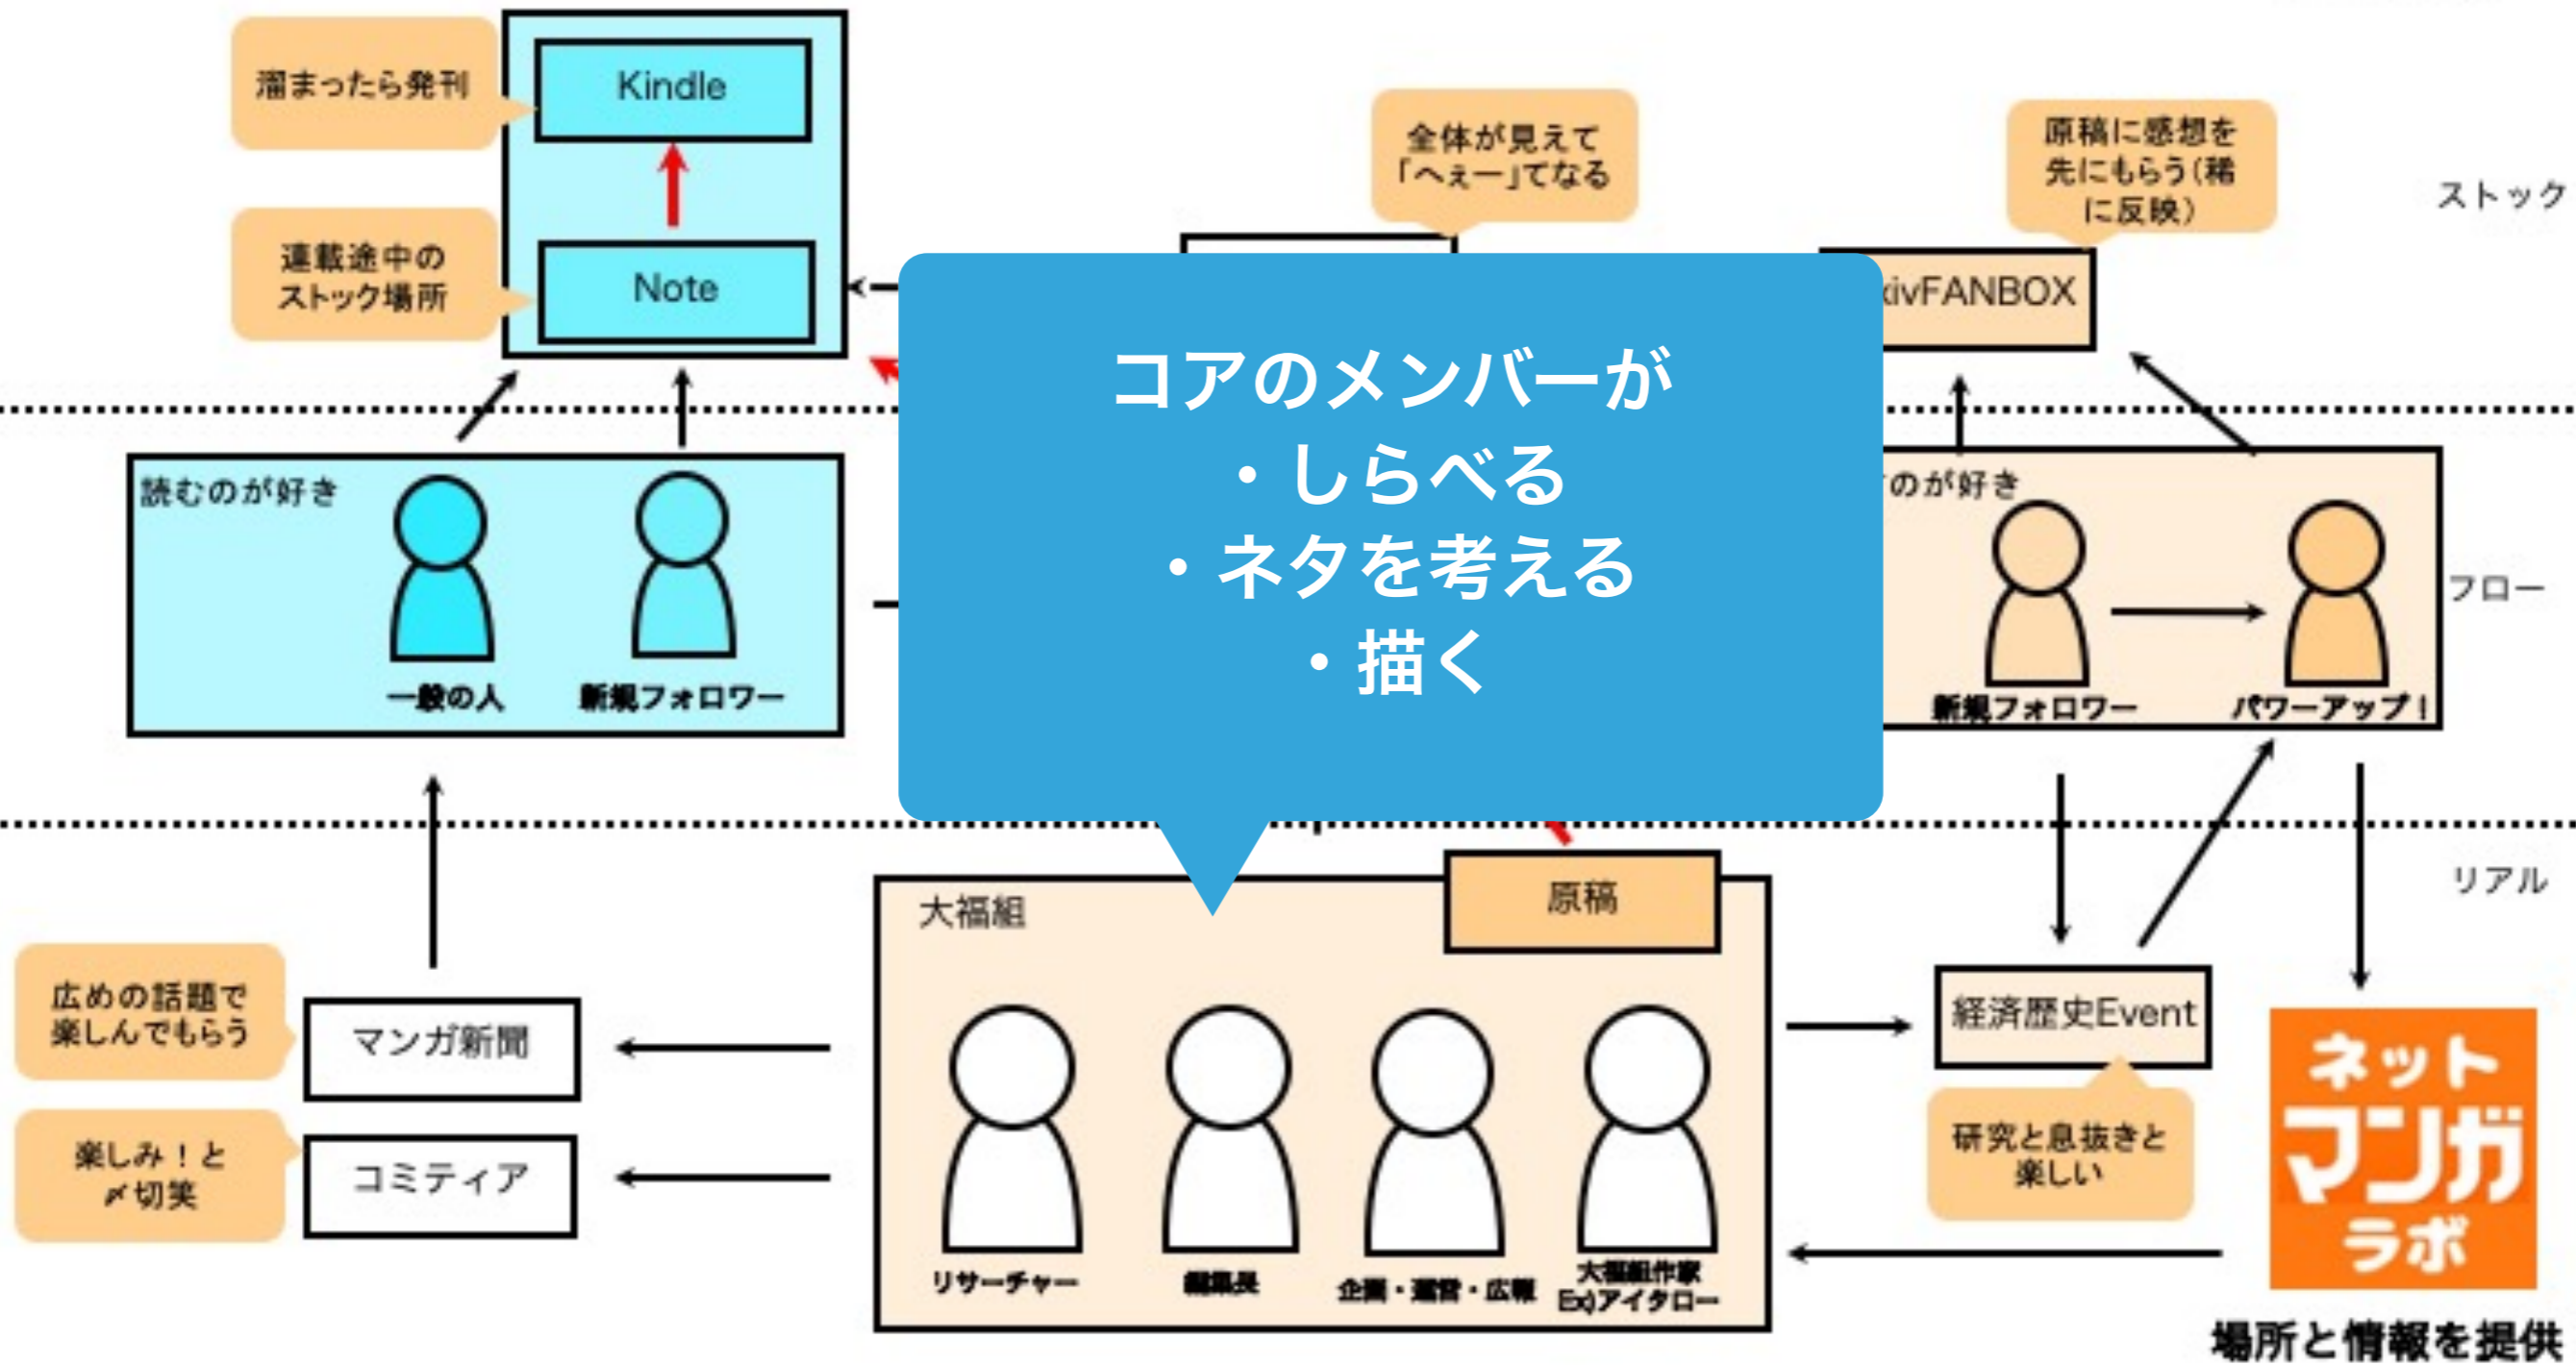 溜まったら発刊
Kindle
連載途中の
ストック場所
Note
全体が見えて
「へぇー」てなる
原稿に感想を
先にもらう(稀
に反映)
ストック
xivFANBOX
コアのメンバーが
・しらべる
・ネタを考える
・描く
読むのが好き
一般の人
新規フォロワー
のが好き
新規フォロワー
パワーアップ！
フロー
リアル
大福組
原稿
広めの話題で
楽しんでもらう
マンガ新聞
楽しみ！と
〆切笑
コミティア
リサーチャー
編集長
企画・運営・広報
大福組作家
Ex)アイタロー
経済歴史Event
研究と息抜きと
楽しい
ネット
マンガ
ラボ
場所と情報を提供